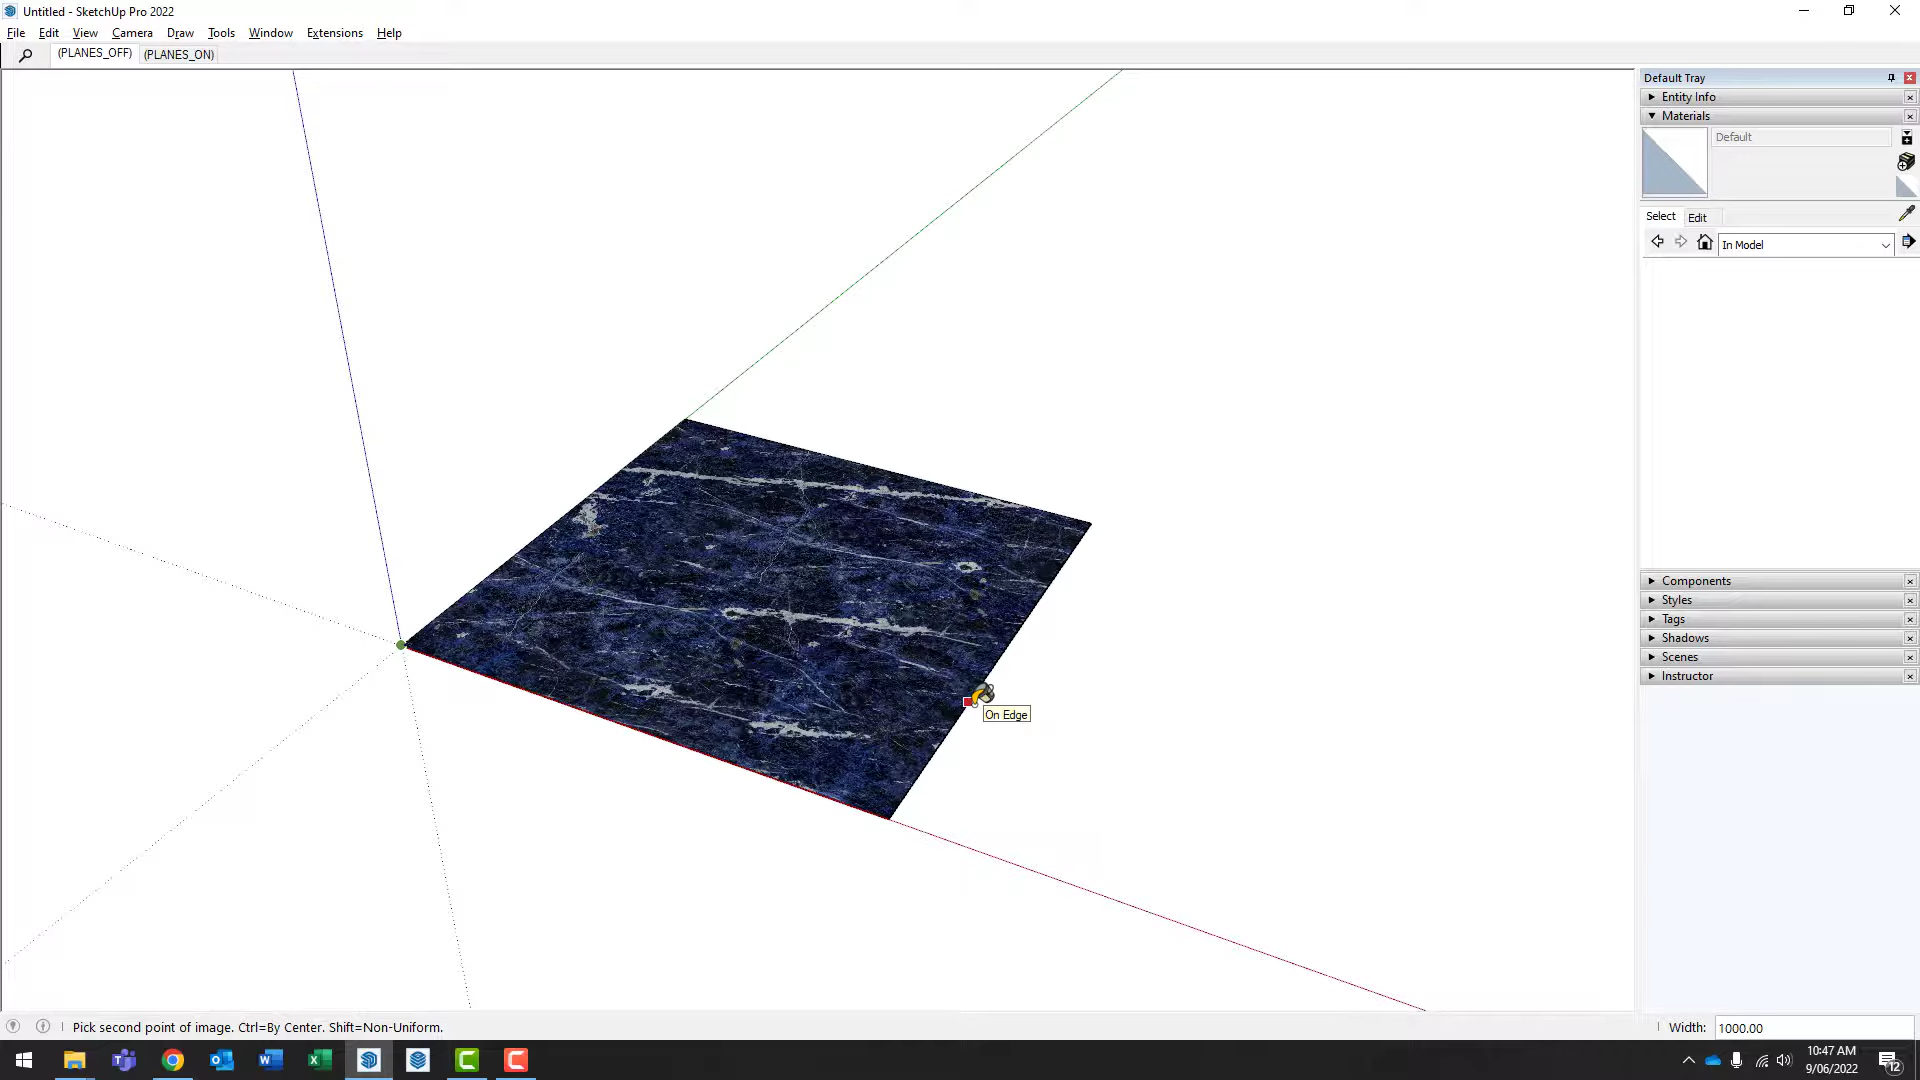 Untitled - SketchUp Pro 2022
File Edit View Camera Draw Tools Window Extensions Help
(PLANES_OFF) (PLANES_ON)
Default Tray
Entity Info
Materials
Default
Select Edit
In Model
On Edge
Components
Styles
Tags
Shadows
Scenes
Instructor
Pick second point of image. Ctrl=By Center. Shift=Non-Uniform.
Width: 1000.00
10:47 AM
9/06/2022
12